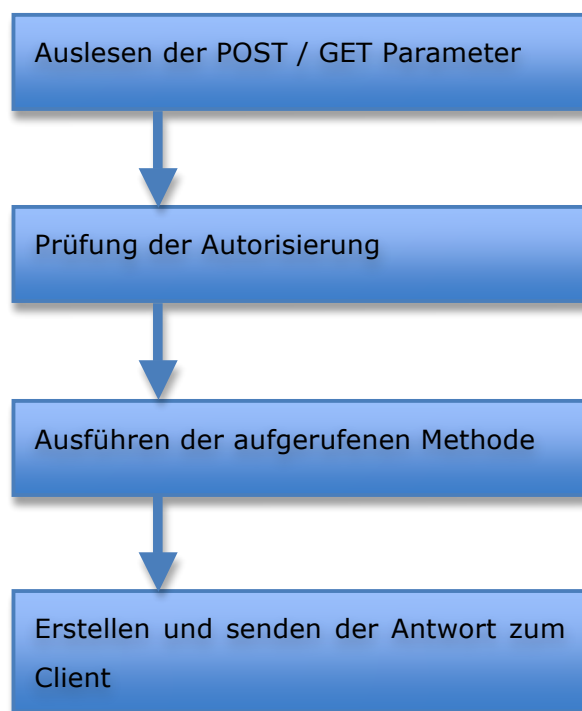 Auslesen der POST / GET Parameter
Prüfung der Autorisierung
Ausführen der aufgerufenen Methode
Erstellen und senden der Antwort zum
Client